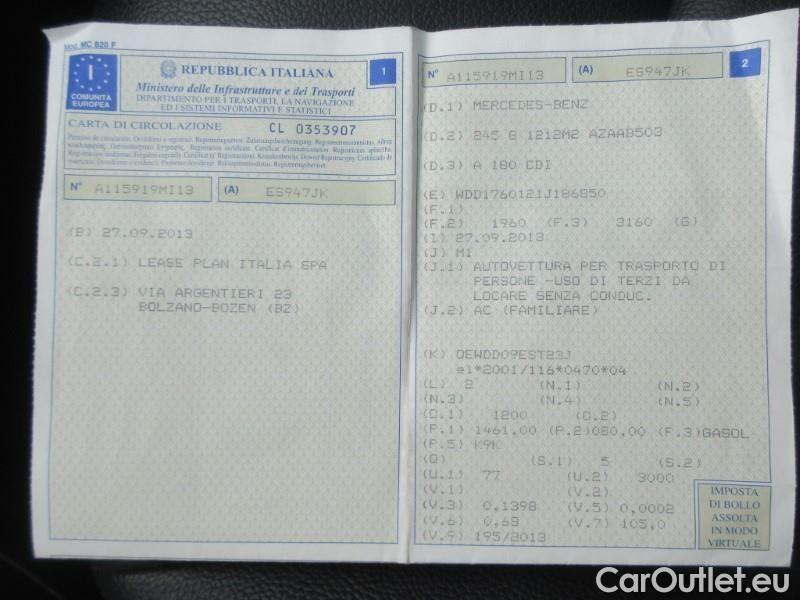 Mod. MC 820 F
I
COMUNITÀ
EUROPEA
REPUBBLICA ITALIANA
1
Ministero delle Infrastrutture e dei Trasporti
DIPARTIMENTO PER I TRASPORTI, LA NAVIGAZIONE
ED I SISTEMI INFORMATIVI E STATISTICI
CARTA DI CIRCOLAZIONE CL 0353907
N° A115919MI13 (A) ES947JK
(B) 27.09.2013
(C.2.1) LEASE PLAN ITALIA SPA
(C.2.3) VIA ARGENTIERI 23
BOLZANO-BOZEN (BZ)
N° A115919MI13 (A) ES947JK 2
(D.1) MERCEDES-BENZ
(D.2) 245 G 1212M2 AZAAB503
(D.3) A 180 CDI
(E) WDD1760121J186850
(F.1)
(F.2) 1960 (F.3) 3160 (G)
(I) 27.09.2013
(J) M1
(J.1) AUTOVETTURA PER TRASPORTO DI
PERSONE -USO DI TERZI DA
LOCARE SENZA CONDUC.
(J.2) AC (FAMILIARE)
(K) OEWDD09EST23J
e1*2001/116*0470*04
(L) 2 (N.1) (N.2)
(N.3) (N.4) (N.5)
(O.1) 1200 (O.2)
(P.1) 1461,00 (P.2)080,00 (P.3)GASOL
(P.5) K9K
(Q) (S.1) 5 (S.2)
(U.1) 77 (U.2) 3000
(V.1) (V.2)
(V.3) 0,1398 (V.5) 0,0002
(V.6) 0,68 (V.7) 105,0
(V.9) 195/2013
IMPOSTA
DI BOLLO
ASSOLTA
IN MODO
VIRTUALE
CarOutlet.eu